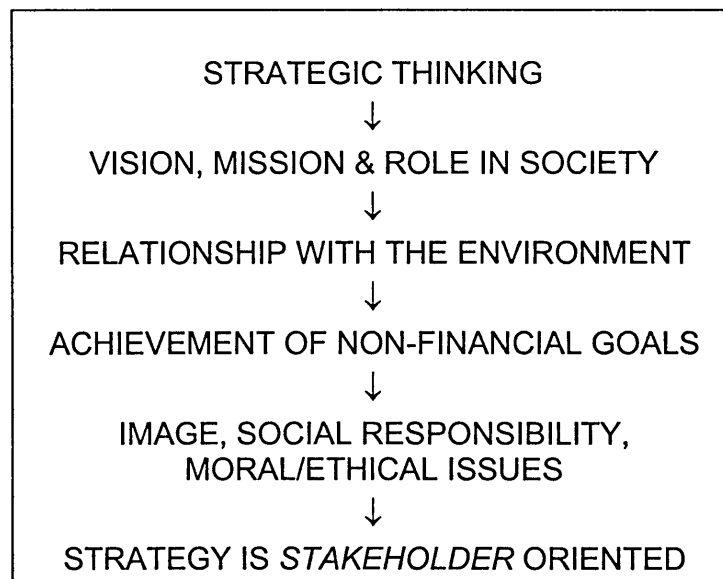 STRATEGIC THINKING
↓
VISION, MISSION & ROLE IN SOCIETY
↓
RELATIONSHIP WITH THE ENVIRONMENT
↓
ACHIEVEMENT OF NON-FINANCIAL GOALS
↓
IMAGE, SOCIAL RESPONSIBILITY,
MORAL/ETHICAL ISSUES
↓
STRATEGY IS STAKEHOLDER ORIENTED